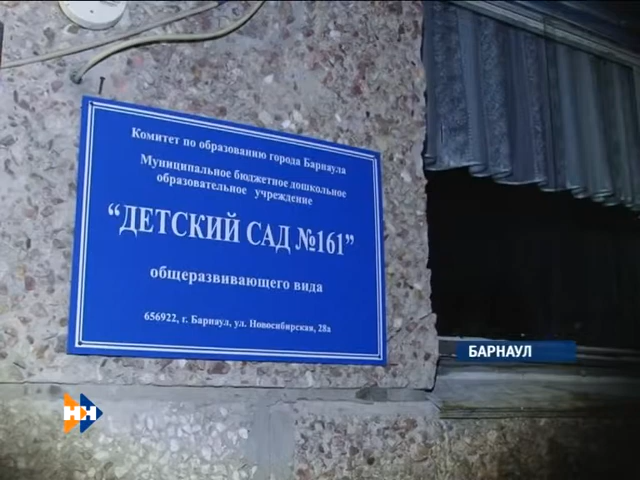 Комитет по образованию города Барнаула
Муниципальное бюджетное дошкольное
образовательное учреждение
“ДЕТСКИЙ САД №161”
общеразвивающего вида
656922, г. Барнаул, ул. Новосибирская, 28а
БАРНАУЛ
НН